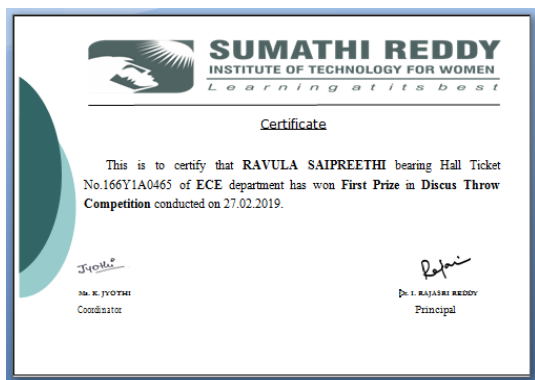 SUMATHI REDDY
INSTITUTE OF TECHNOLOGY FOR WOMEN
Learning at its best
Certificate
This is to certify that RAVULA SAIPREETHI bearing Hall Ticket
No.166Y1A0465 of ECE department has won First Prize in Discus Throw
Competition conducted on 27.02.2019.
Jyothi
Rajasri
Ms. K. JYOTHI
Dr. I. RAJASRI REDDY
Coordinator
Principal